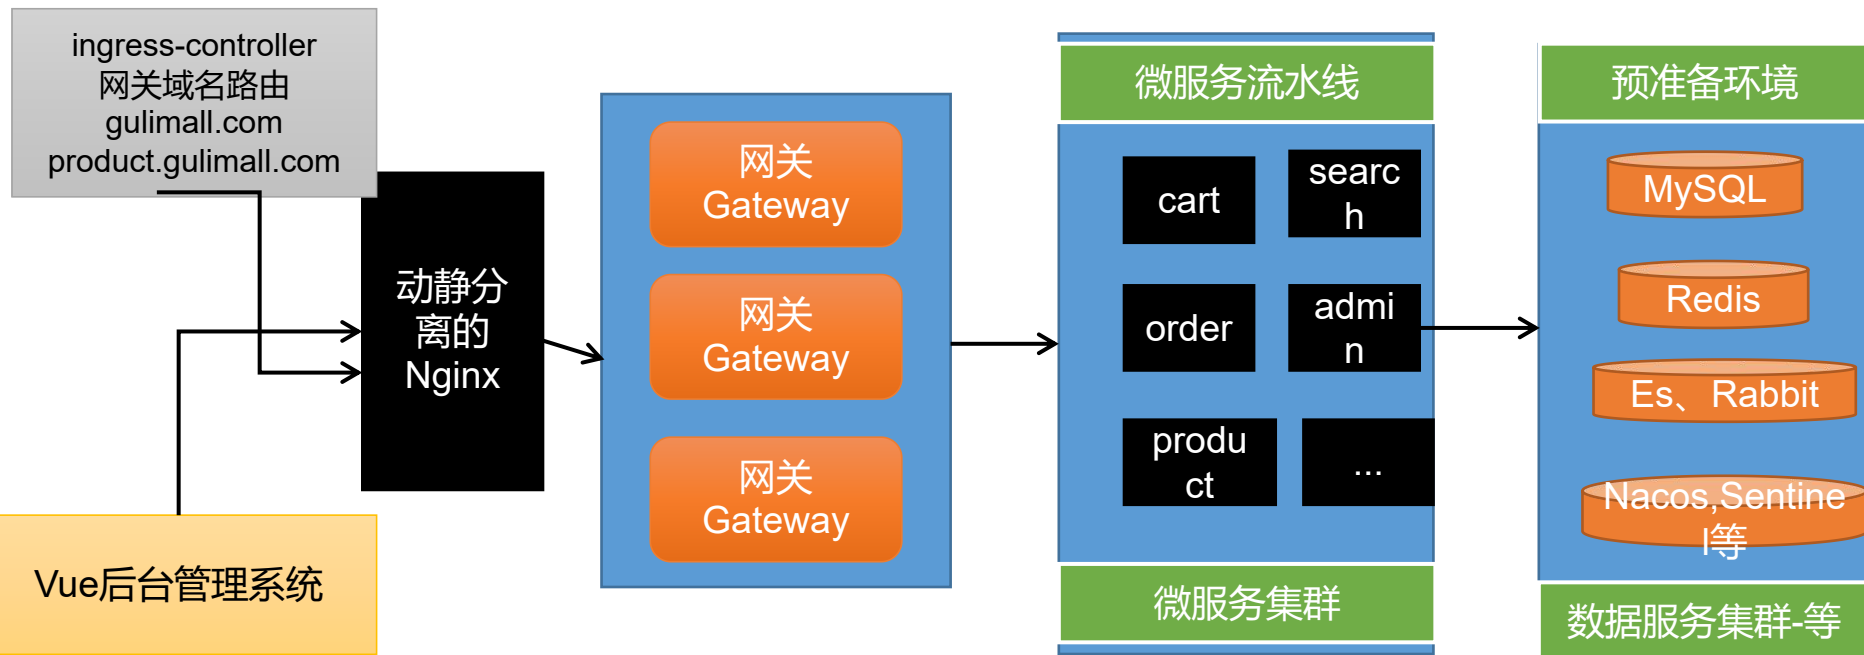 ingress-controller
网关域名路由
gulimall.com
product.gulimall.com
动静分
离的
Nginx
Vue后台管理系统
网关
Gateway
网关
Gateway
网关
Gateway
微服务流水线
cart
searc
h
order
admi
n
produ
ct
...
微服务集群
预准备环境
MySQL
Redis
Es、Rabbit
Nacos,Sentine
l等
数据服务集群-等